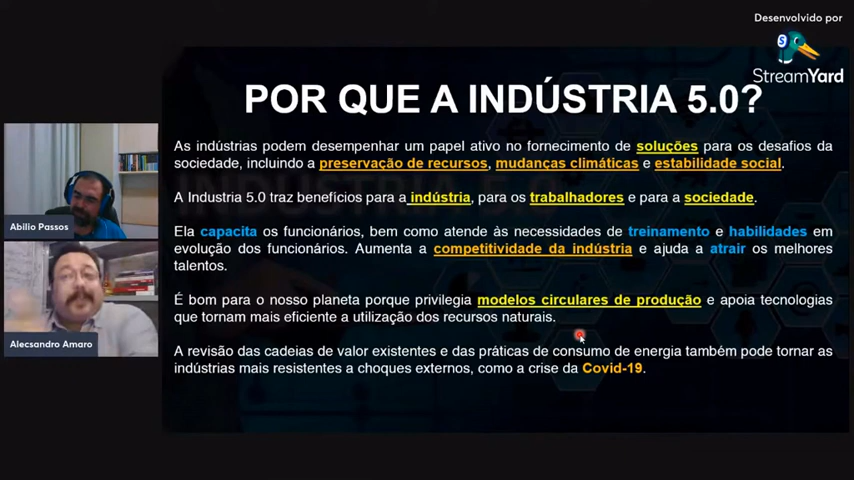 Desenvolvido por
StreamYard
POR QUE A INDÚSTRIA 5.0?
As indústrias podem desempenhar um papel ativo no fornecimento de soluções para os desafios da
sociedade, incluindo a preservação de recursos, mudanças climáticas e estabilidade social.
A Industria 5.0 traz benefícios para a indústria, para os trabalhadores e para a sociedade.
Ela capacita os funcionários, bem como atende às necessidades de treinamento e habilidades em
evolução dos funcionários. Aumenta a competitividade da indústria e ajuda a atrair os melhores
talentos.
É bom para o nosso planeta porque privilegia modelos circulares de produção e apoia tecnologias
que tornam mais eficiente a utilização dos recursos naturais.
A revisão das cadeias de valor existentes e das práticas de consumo de energia também pode tornar as
indústrias mais resistentes a choques externos, como a crise da Covid-19.
Abilio Passos
Alecsandro Amaro